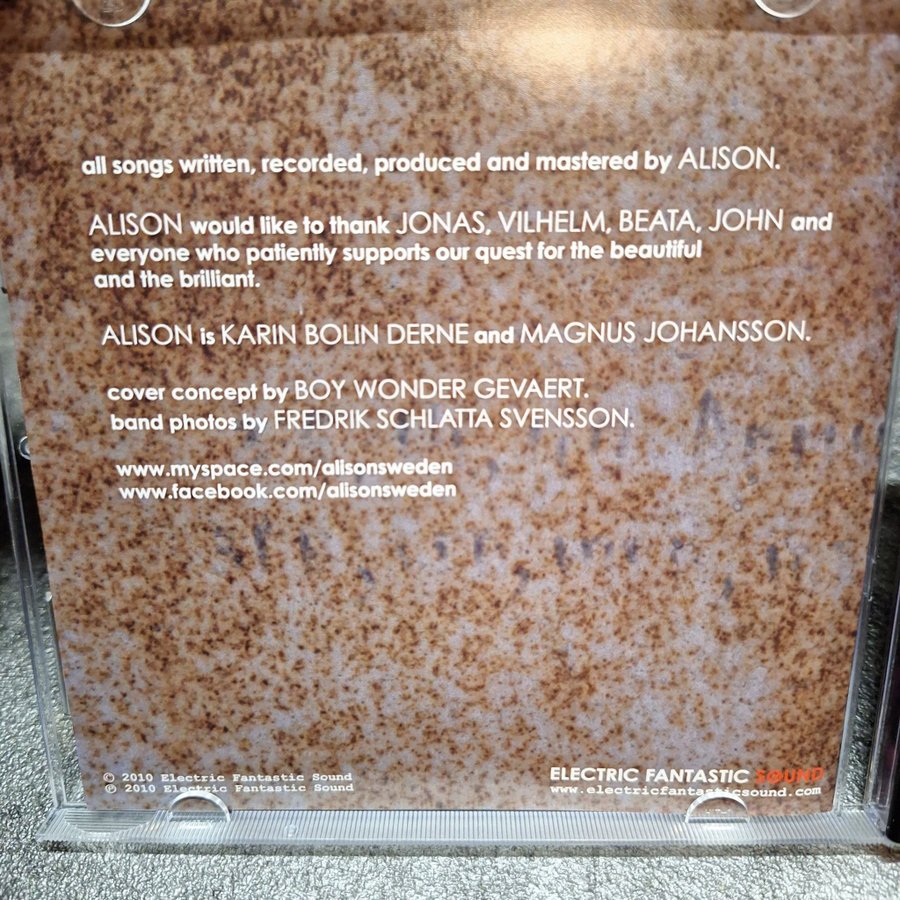 all songs written, recorded, produced and mastered by ALISON.
ALISON would like to thank JONAS, VILHELM, BEATA, JOHN and
everyone who patiently supports our quest for the beautiful
and the brilliant.
ALISON is KARIN BOLIN DERNE and MAGNUS JOHANSSON.
cover concept by BOY WONDER GEVAERT.
band photos by FREDRIK SCHLATTA SVENSSON.
www.myspace.com/alisonsweden
www.facebook.com/alisonsweden
© 2010 Electric Fantastic Sound
℗ 2010 Electric Fantastic Sound
ELECTRIC FANTASTIC SOUND
www.electricfantasticsound.com